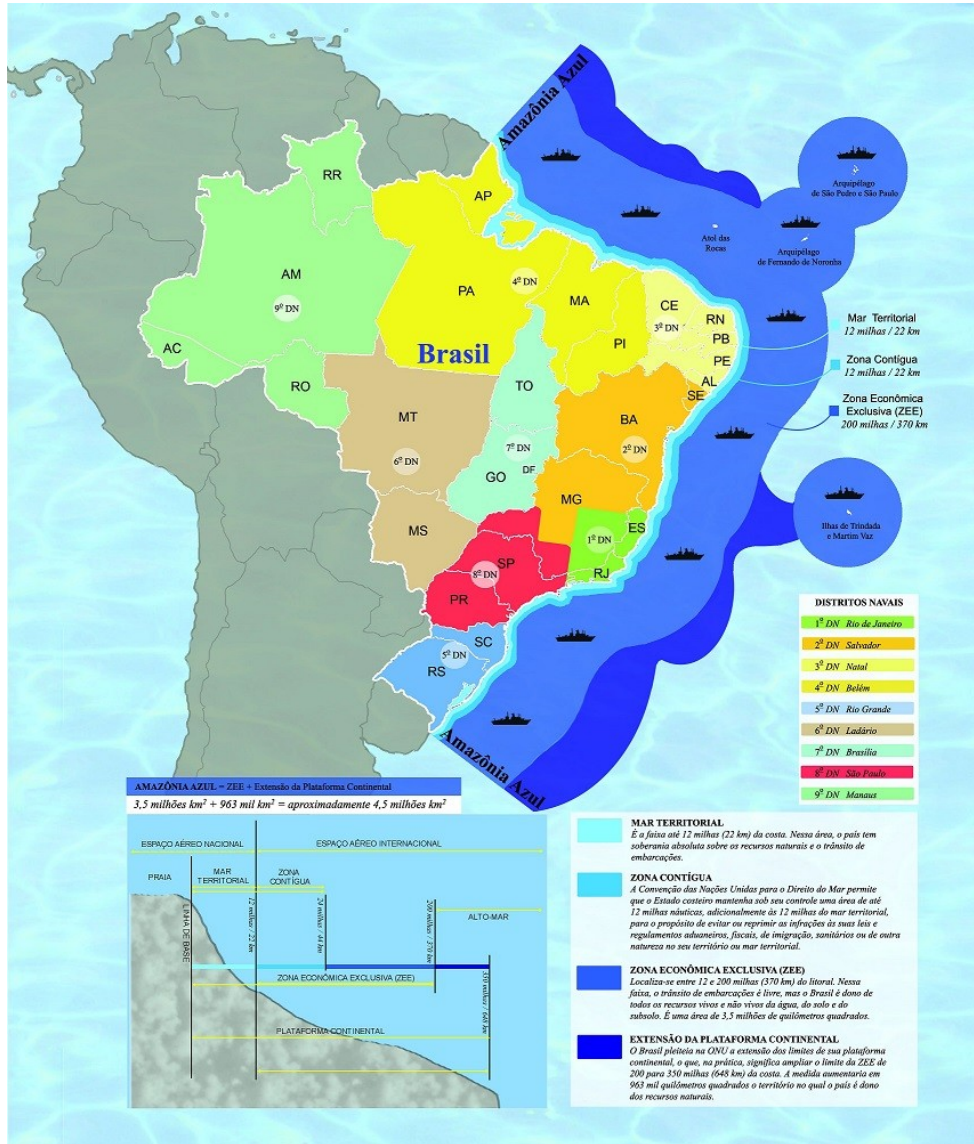 Amazônia Azul
RR
AP
AM
9º DN
PA
4º DN
MA
CE
3º DN
RN
PB
PI
PE
AL
SE
AC
RO
Brasil
TO
MT
BA
6º DN
7º DN
GO
DF
2º DN
MG
MS
ES
1º DN
SP
8º DN
RJ
PR
SC
5º DN
RS
Amazônia Azul
Arquipélago
de São Pedro e São Paulo
Atol das
Rocas
Arquipélago
de Fernando de Noronha
Mar Territorial
12 milhas / 22 km
Zona Contígua
12 milhas / 22 km
Zona Econômica
Exclusiva (ZEE)
200 milhas / 370 km
Ilhas de Trindada
e Martim Vaz
DISTRITOS NAVAIS
1º DN Rio de Janeiro
2º DN Salvador
3º DN Natal
4º DN Belém
5º DN Rio Grande
6º DN Ladário
7º DN Brasília
8º DN São Paulo
9º DN Manaus
AMAZÔNIA AZUL = ZEE + Extensão da Plataforma Continental
3,5 milhões km² + 963 mil km² = aproximadamente 4,5 milhões km²
ESPAÇO AÉREO NACIONAL
ESPAÇO AÉREO INTERNACIONAL
PRAIA
MAR
TERRITORIAL
ZONA
CONTÍGUA
LINHA DE BASE
12 milhas / 22 km
24 milhas / 44 km
200 milhas / 370 km
ALTO-MAR
350 milhas / 648 km
ZONA ECONÔMICA EXCLUSIVA (ZEE)
PLATAFORMA CONTINENTAL
MAR TERRITORIAL
É a faixa até 12 milhas (22 km) da costa. Nessa área, o país tem
soberania absoluta sobre os recursos naturais e o trânsito de
embarcações.
ZONA CONTÍGUA
A Convenção das Nações Unidas para o Direito do Mar permite
que o Estado costeiro mantenha sob seu controle uma área de até
12 milhas náuticas, adicionalmente às 12 milhas do mar territorial,
para o propósito de evitar ou reprimir as infrações às suas leis e
regulamentos aduaneiros, fiscais, de imigração, sanitários ou de outra
natureza no seu território ou mar territorial.
ZONA ECONÔMICA EXCLUSIVA (ZEE)
Localiza-se entre 12 e 200 milhas (370 km) do litoral. Nessa
faixa, o trânsito de embarcações é livre, mas o Brasil é dono de
todos os recursos vivos e não vivos da água, do solo e do
subsolo. É uma área de 3,5 milhões de quilômetros quadrados.
EXTENSÃO DA PLATAFORMA CONTINENTAL
O Brasil pleiteia na ONU a extensão dos limites de sua plataforma
continental, o que, na prática, significa ampliar o limite da ZEE de
200 para 350 milhas (648 km) da costa. A medida aumentaria em
963 mil quilômetros quadrados o território no qual o país é dono
dos recursos naturais.